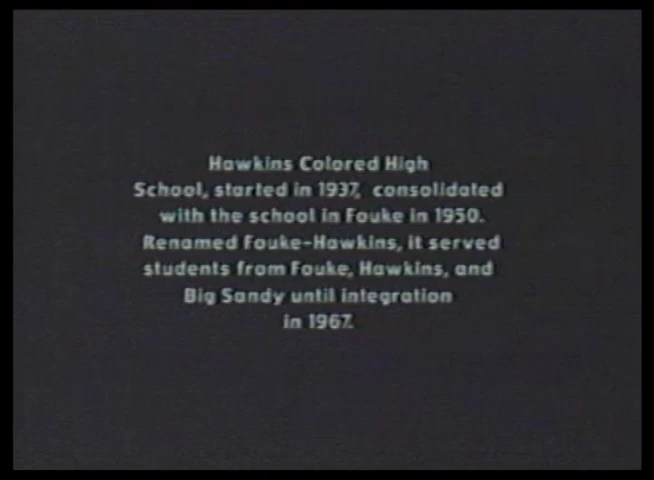 Hawkins Colored High
School, started in 1937, consolidated
with the school in Fouke in 1950.
Renamed Fouke-Hawkins, it served
students from Fouke, Hawkins, and
Big Sandy until integration
in 1967.